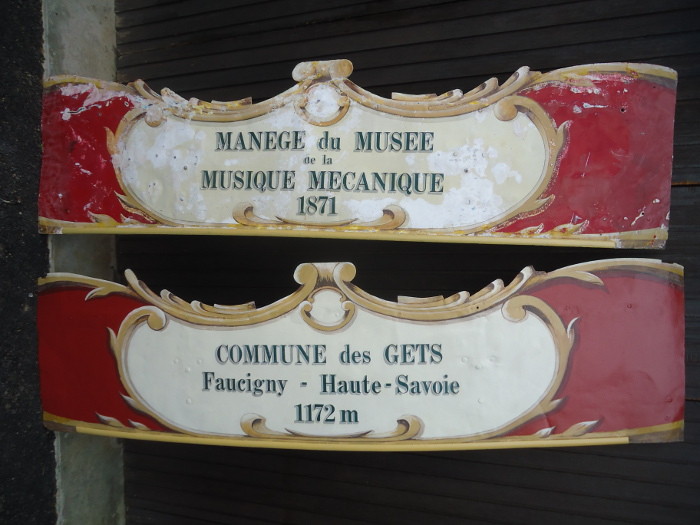 MANEGE du MUSEE
de la
MUSIQUE MECANIQUE
1871
COMMUNE des GETS
Faucigny - Haute-Savoie
1172 m